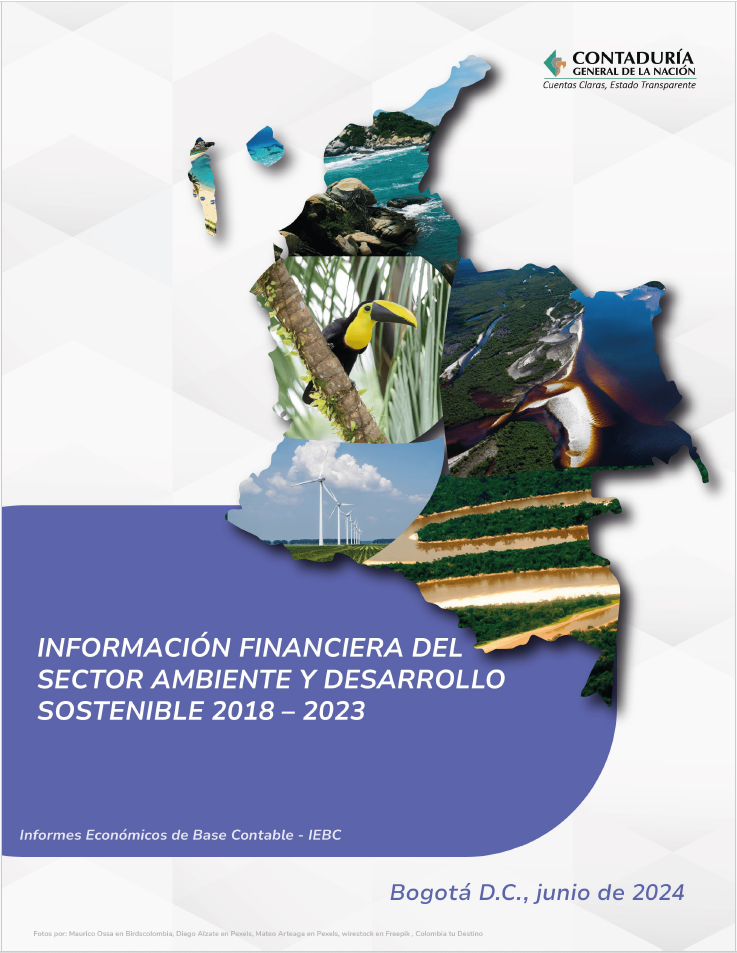 CONTADURÍA
GENERAL DE LA NACIÓN
Cuentas Claras, Estado Transparente
INFORMACIÓN FINANCIERA DEL
SECTOR AMBIENTE Y DESARROLLO
SOSTENIBLE 2018 – 2023
Informes Económicos de Base Contable - IEBC
Bogotá D.C., junio de 2024
Fotos por: Maurico Ossa en Birdscolombia, Diego Alzate en Pexels, Mateo Arteaga en Pexels, wirestock en Freepik , Colombia tu Destino